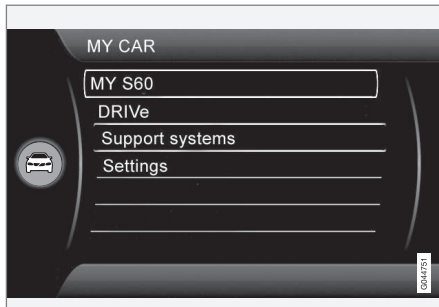 MY CAR
MY S60
DRIVe
Support systems
Settings
G044751